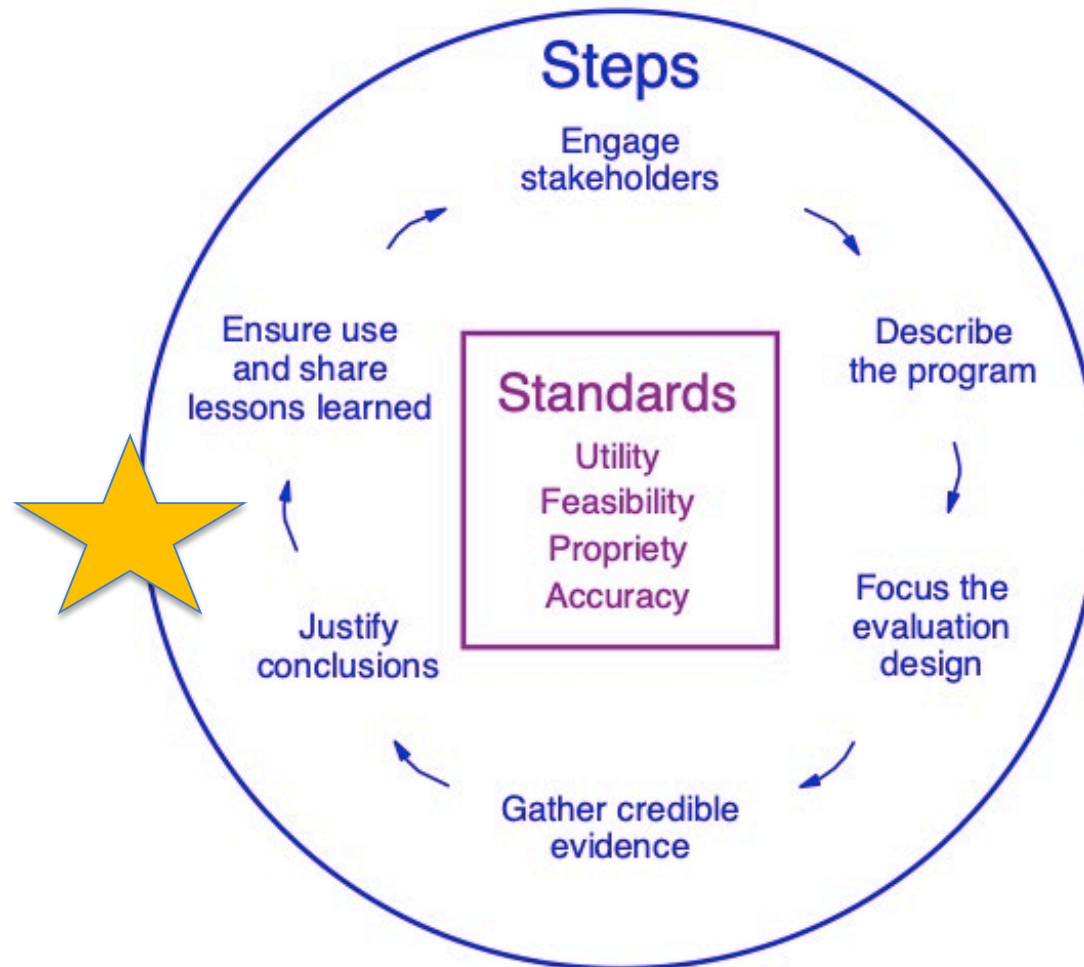 Steps
Engage
stakeholders
Describe
the program
Focus the
evaluation
design
Gather credible
evidence
Justify
conclusions
Ensure use
and share
lessons learned
Standards
Utility
Feasibility
Propriety
Accuracy